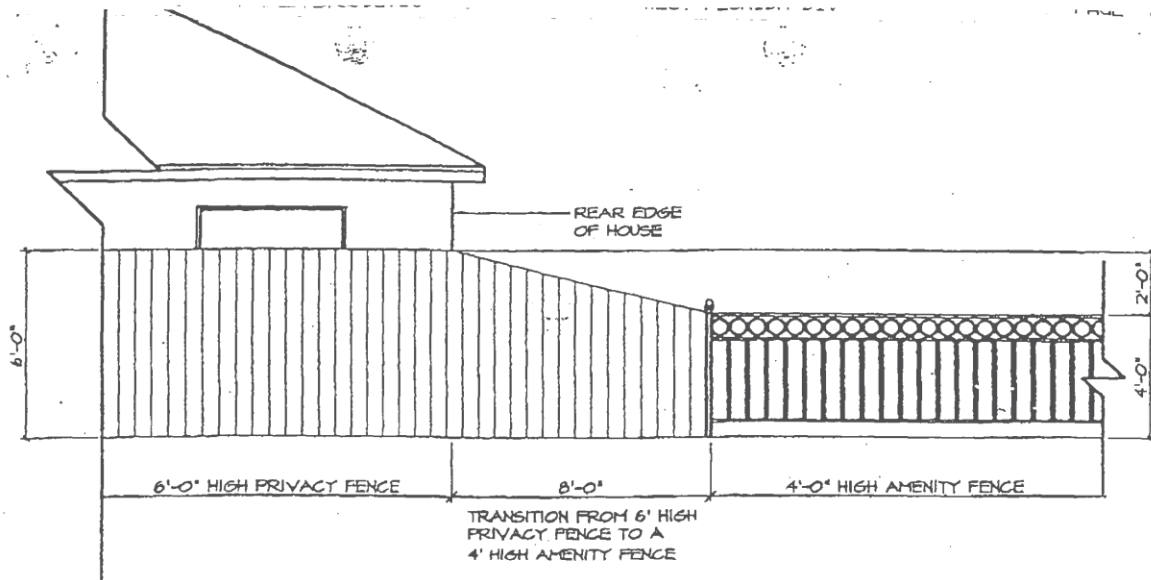 REAR EDGE
OF HOUSE
2'-0"
6'-0"
4'-0"
6'-0" HIGH PRIVACY FENCE
8'-0"
4'-0" HIGH AMENITY FENCE
TRANSITION FROM 6' HIGH
PRIVACY FENCE TO A
4' HIGH AMENITY FENCE